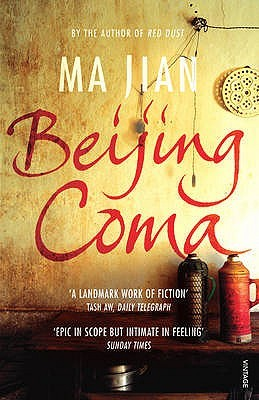 BY THE AUTHOR OF RED DUST
MA JIAN
Beijing
Coma
'A LANDMARK WORK OF FICTION'
TASH AW, DAILY TELEGRAPH
'EPIC IN SCOPE BUT INTIMATE IN FEELING'
SUNDAY TIMES
VINTAGE